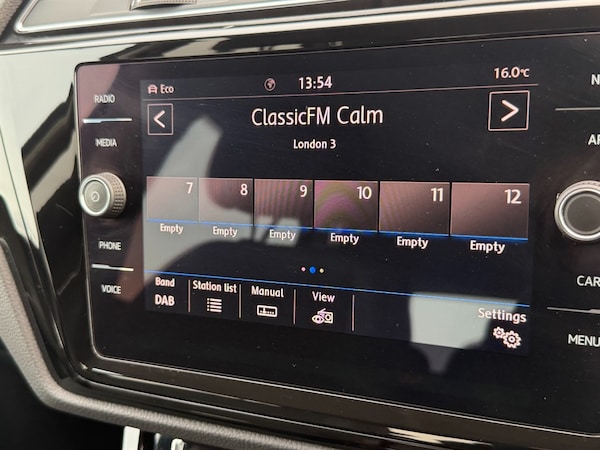 RADIO
MEDIA
PHONE
VOICE
Eco 13:54 16.0°C
< ClassicFM Calm >
London 3
7 8 9 10 11 12
Empty Empty Empty Empty Empty Empty
Band Station list Manual View Settings
DAB
N
CAR
MENU